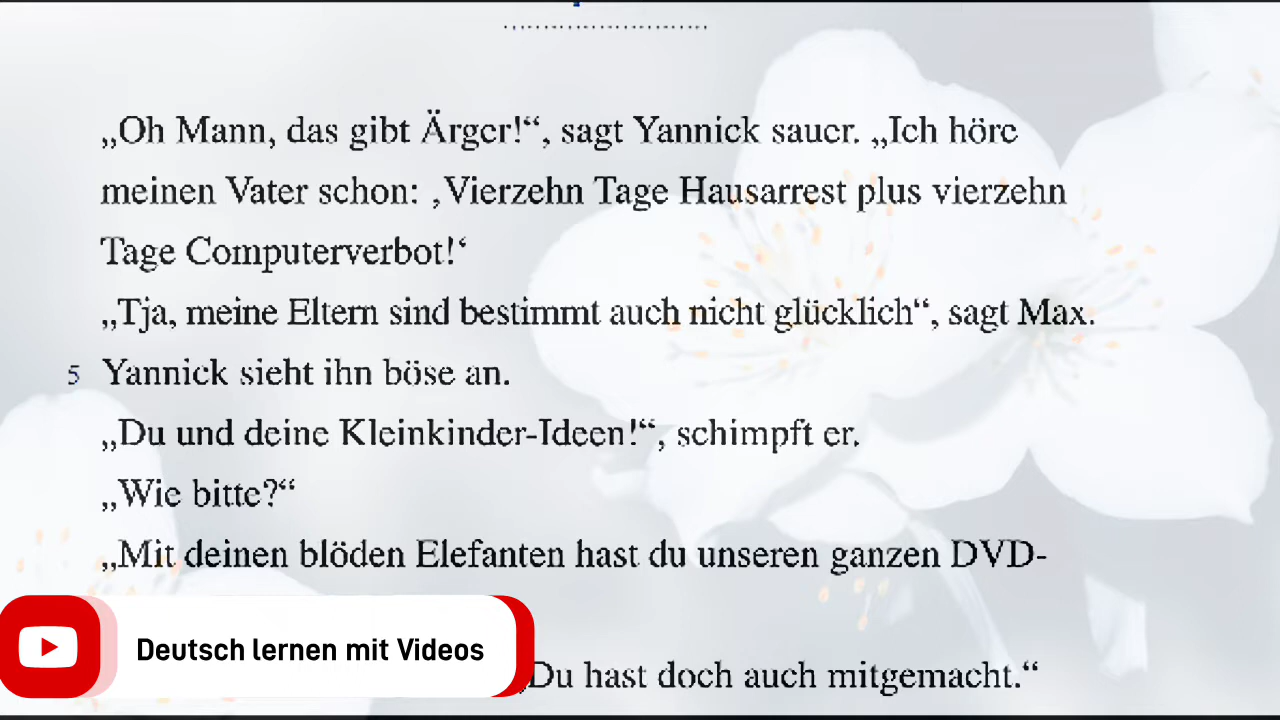 „Oh Mann, das gibt Ärger!“, sagt Yannick sauer. „Ich höre
meinen Vater schon: ‚Vierzehn Tage Hausarrest plus vierzehn
Tage Computerverbot!‘
„Tja, meine Eltern sind bestimmt auch nicht glücklich“, sagt Max.
5 Yannick sieht ihn böse an.
„Du und deine Kleinkinder-Ideen!“, schimpft er.
„Wie bitte?“
„Mit deinen blöden Elefanten hast du unseren ganzen DVD-
Deutsch lernen mit Videos
„Du hast doch auch mitgemacht.“